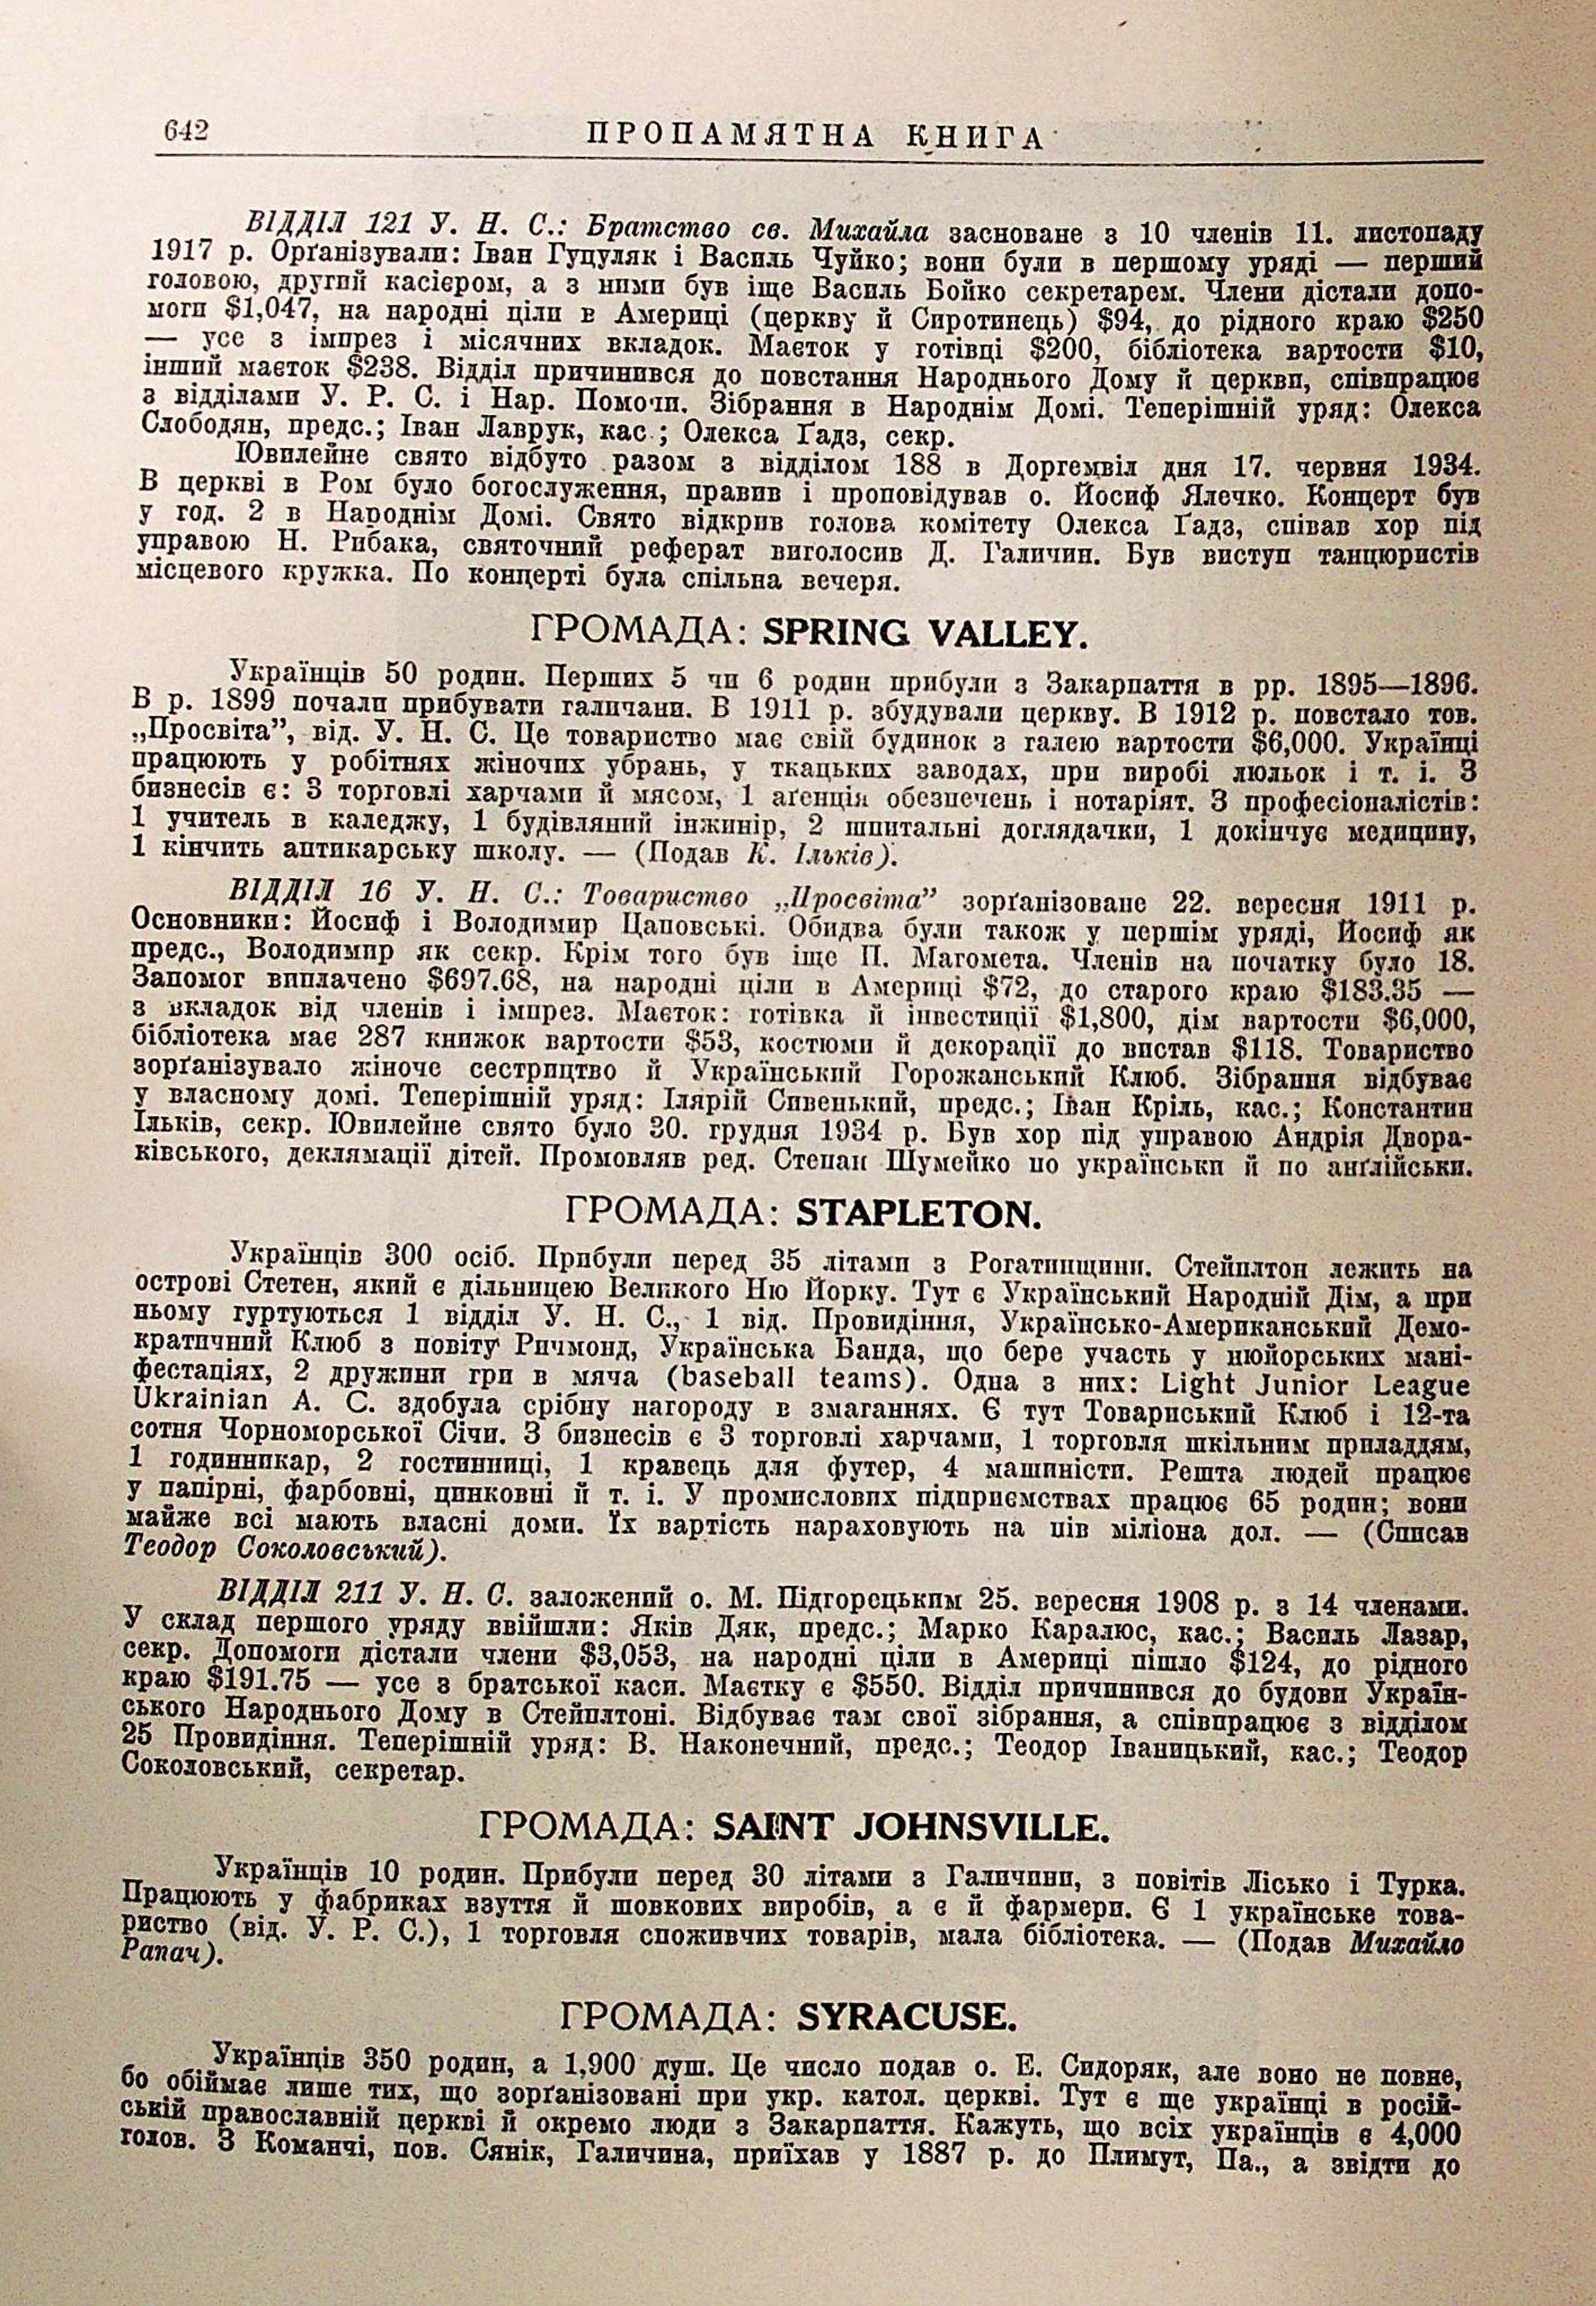 642
ПРОПАМЯТНА КНИГА
ВІДДІЛ 121 У. Н. С.: Братство св. Михайла засноване з 10 членів 11. листопаду
1917 р. Орґанізували: Іван Гуцуляк і Василь Чуйко; вони були в першому уряді — перший
головою, другий касієром, а з ними був іще Василь Бойко секретарем. Члени дістали допо-
моги $1,047, на народні ціли в Америці (церкву й Сиротинець) $94, до рідного краю $250
— усе з імпрез і місячних вкладок. Маєток у готівці $200, бібліотека вартости $10,
інший маєток $238. Відділ причинився до повстання Народнього Дому й церкви, співпрацює
з відділами У. Р. С. і Нар. Помочи. Зібрання в Народнім Домі. Теперішній уряд: Олекса
Слободян, предс.; Іван Лаврук, кас.; Олекса Ґадз, секр.
Ювилейне свято відбуто разом з відділом 188 в Доргемвіл дня 17. червня 1934.
В церкві в Ром було богослуження, правив і проповідував о. Йосиф Ялечко. Концерт був
у год. 2 в Народнім Домі. Свято відкрив голова комітету Олекса Ґадз, співав хор під
управою Н. Рибака, святочний реферат виголосив Д. Галичин. Був виступ танцюристів
місцевого кружка. По концерті була спільна вечеря.
ГРОМАДА: SPRING VALLEY.
Українців 50 родин. Перших 5 чи 6 родин прибули з Закарпаття в рр. 1895—1896.
В р. 1899 почали прибувати галичани. В 1911 р. збудували церкву. В 1912 р. повстало тов.
„Просвіта”, від. У. Н. С. Це товариство має свій будинок з галею вартости $6,000. Українці
працюють у робітнях жіночих убрань, у ткацьких заводах, при виробі люльок і т. і. З
бизнесів є: 3 торговлі харчами й мясом, 1 аґенція обезпечень і нотаріят. З професіоналістів:
1 учитель в каледжу, 1 будівляний інжинір, 2 шпитальні доглядачки, 1 докінчує медицину,
1 кінчить аптикарську школу. — (Подав К. Ільків).
ВІДДІЛ 16 У. Н. С.: Товариство „Просвіта” зорґанізоване 22. вересня 1911 р.
Основники: Йосиф і Володимир Цаповські. Обидва були також у першім уряді, Йосиф як
предс., Володимир як секр. Крім того був іще П. Магомета. Членів на початку було 18.
Запомог виплачено $697.68, на народні ціли в Америці $72, до старого краю $183.35 —
з вкладок від членів і імпрез. Маєток: готівка й інвестиції $1,800, дім вартости $6,000,
бібліотека має 287 книжок вартости $53, костюми й декорації до вистав $118. Товариство
зорґанізувало жіноче сестрицтво й Український Горожанський Клюб. Зібрання відбуває
у власному домі. Теперішній уряд: Ілярій Сивенький, предс.; Іван Кріль, кас.; Константин
Ільків, секр. Ювилейне свято було 30. грудня 1934 р. Був хор під управою Андрія Двора-
ківського, деклямації дітей. Промовляв ред. Степан Шумейко по українськи й по анґлійськи.
ГРОМАДА: STAPLETON.
Українців 300 осіб. Прибули перед 35 літами з Рогатинщини. Стейплтон лежить на
острові Стетен, який є дільницею Великого Ню Йорку. Тут є Український Народній Дім, а при
ньому гуртуються 1 відділ У. Н. С., 1 від. Провидіння, Українсько-Американський Демо-
кратичний Клюб з повіту Ричмонд, Українська Банда, що бере участь у нюйорських мані-
фестаціях, 2 дружини гри в мяча (baseball teams). Одна з них: Light Junior League
Ukrainian A. C. здобула срібну нагороду в змаганнях. Є тут Товариський Клюб і 12-та
сотня Чорноморської Січи. З бизнесів є 3 торговлі харчами, 1 торговля шкільним приладдям,
1 годинникар, 2 гостинниці, 1 кравець для футер, 4 машиністи. Решта людей працює
у папірні, фарбовні, цинковні й т. і. У промислових підприємствах працює 65 родин; вони
майже всі мають власні доми. Їх вартість нараховують на пів міліона дол. — (Списав
Теодор Соколовський).
ВІДДІЛ 211 У. Н. С. заложений о. М. Підгорецьким 25. вересня 1908 р. з 14 членами.
У склад першого уряду ввійшли: Яків Дяк, предс.; Марко Каралюс, кас.; Василь Лазар,
секр. Допомоги дістали члени $3,053, на народні ціли в Америці пішло $124, до рідного
краю $191.75 — усе з братської каси. Маєтку є $550. Відділ причинився до будови Україн-
ського Народнього Дому в Стейплтоні. Відбуває там свої зібрання, а співпрацює з відділом
25 Провидіння. Теперішній уряд: В. Наконечний, предс.; Теодор Іваницький, кас.; Теодор
Соколовський, секретар.
ГРОМАДА: SAINT JOHNSVILLE.
Українців 10 родин. Прибули перед 30 літами з Галичини, з повітів Лісько і Турка.
Працюють у фабриках взуття й шовкових виробів, а є й фармери. Є 1 українське това-
риство (від. У. Р. С.), 1 торговля споживчих товарів, мала бібліотека. — (Подав Михайло
Рапач).
ГРОМАДА: SYRACUSE.
Українців 350 родин, а 1,900 душ. Це число подав о. Е. Сидоряк, але воно не повне,
бо обіймає лише тих, що зорґанізовані при укр. катол. церкві. Тут є ще українці в росій-
ській православній церкві й окремо люди з Закарпаття. Кажуть, що всіх українців є 4,000
голов. З Команчі, пов. Сянік, Галичина, приїхав у 1887 р. до Плимут, Па., а звідти до